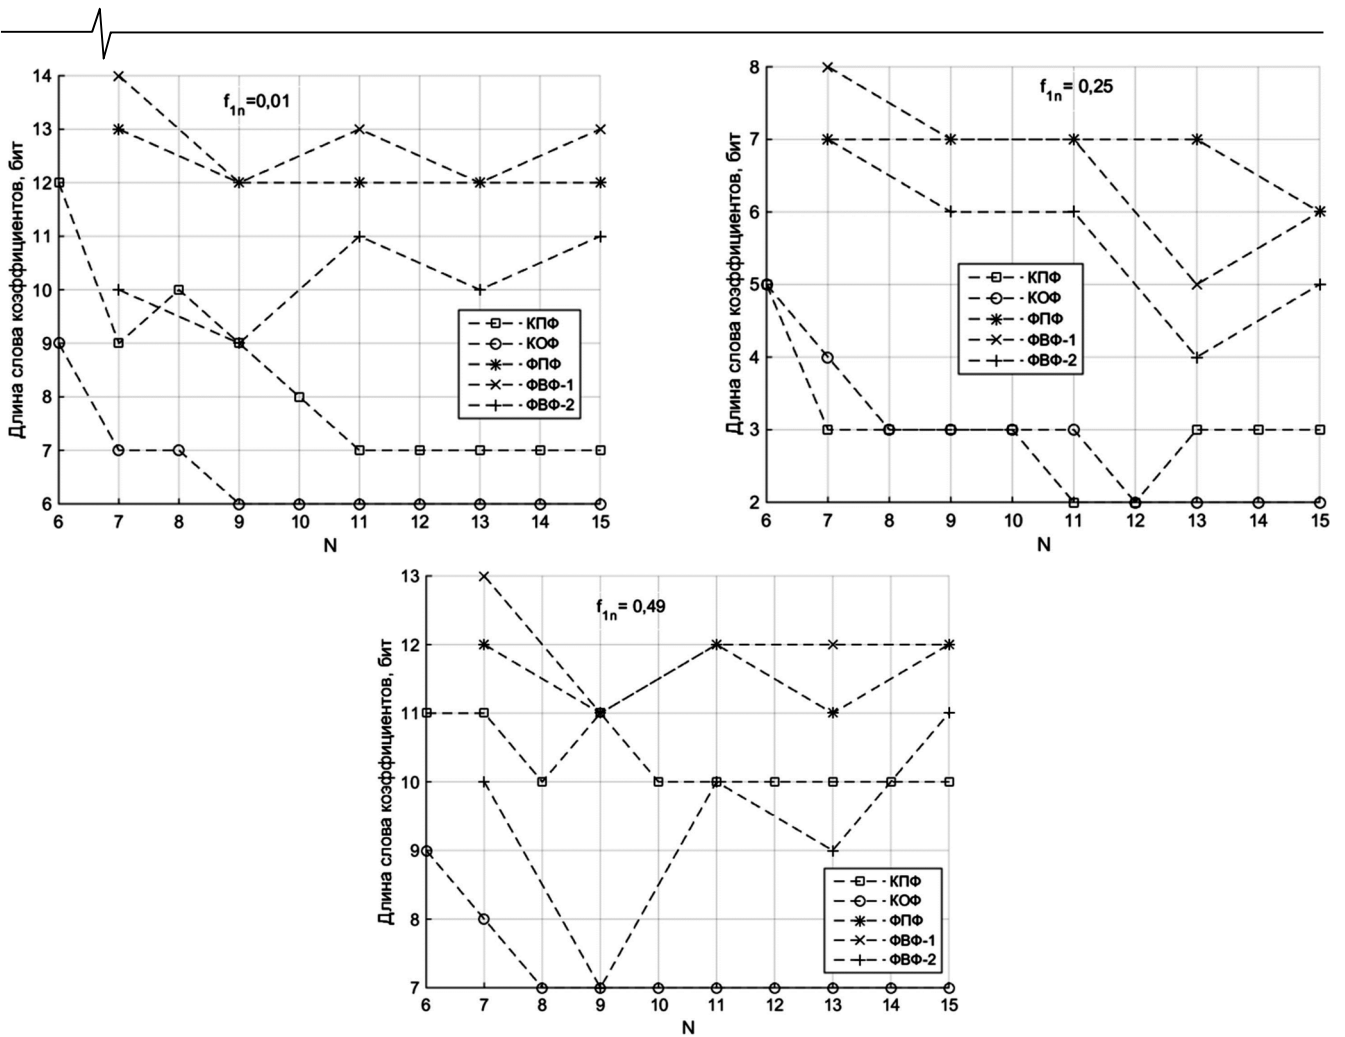 14
13
12
11
10
9
8
7
6
6 7 8 9 10 11 12 13 14 15
Длина слова коэффициентов, бит
N
f1n=0,01
КПФ
КОФ
ФПФ
ФВФ-1
ФВФ-2
8
7
6
5
4
3
2
6 7 8 9 10 11 12 13 14 15
Длина слова коэффициентов, бит
N
f1n= 0,25
КПФ
КОФ
ФПФ
ФВФ-1
ФВФ-2
13
12
11
10
9
8
7
6 7 8 9 10 11 12 13 14 15
Длина слова коэффициентов, бит
N
f1n= 0,49
КПФ
КОФ
ФПФ
ФВФ-1
ФВФ-2